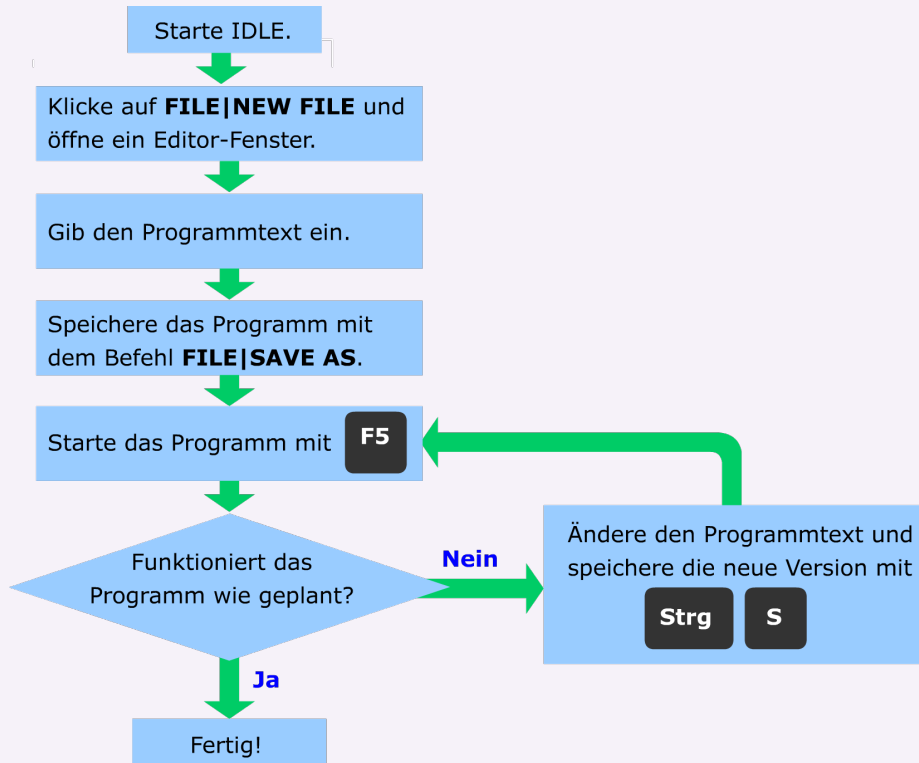 Starte IDLE.
Klicke auf FILE|NEW FILE und
öffne ein Editor-Fenster.
Gib den Programmtext ein.
Speichere das Programm mit
dem Befehl FILE|SAVE AS.
Starte das Programm mit F5
Funktioniert das
Programm wie geplant?
Nein
Ändere den Programmtext und
speichere die neue Version mit
Strg S
Ja
Fertig!